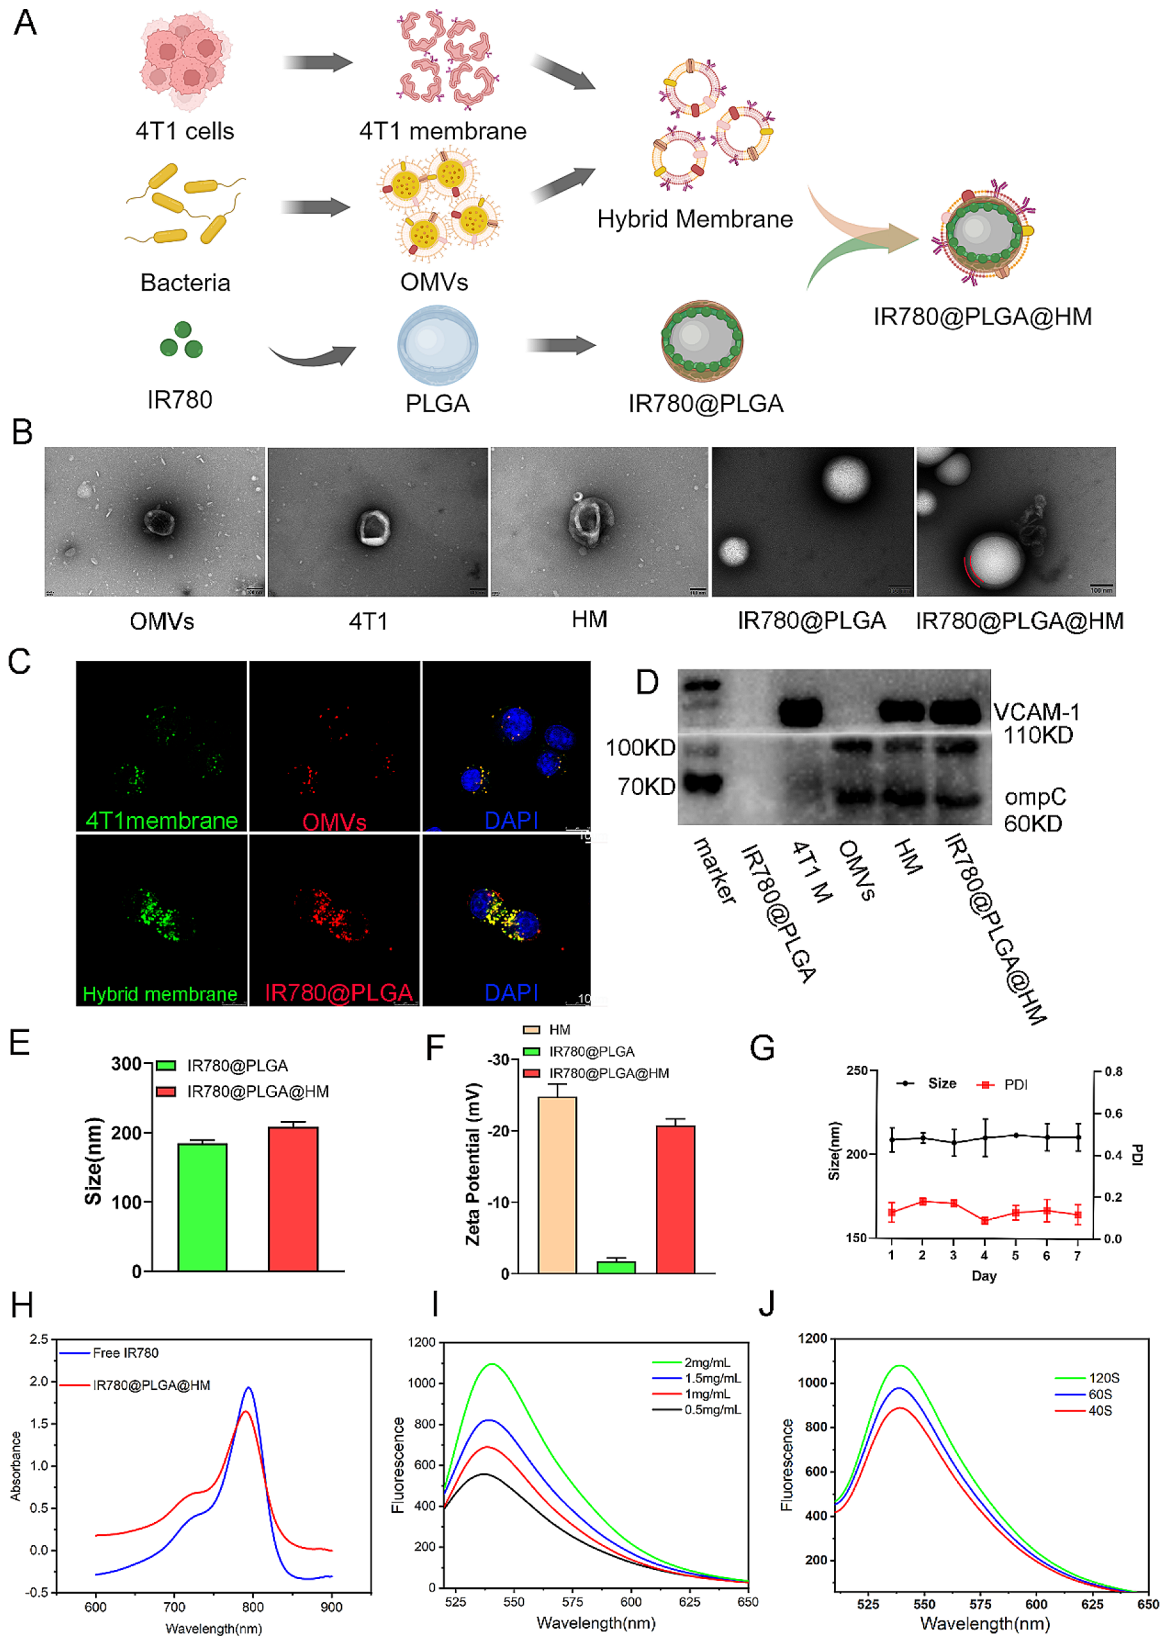 A
4T1 cells
4T1 membrane
Hybrid Membrane
Bacteria
OMVs
IR780@PLGA@HM
IR780
PLGA
IR780@PLGA
B
OMVs
4T1
HM
IR780@PLGA
IR780@PLGA@HM
100 nm
C
4T1membrane
OMVs
DAPI
Hybrid membrane
IR780@PLGA
DAPI
10
D
VCAM-1
110KD
100KD
70KD
ompC
60KD
marker
IR780@PLGA
4T1 M
OMVs
HM
IR780@PLGA@HM
E
IR780@PLGA
IR780@PLGA@HM
Size(nm)
300
200
100
0
F
HM
IR780@PLGA
IR780@PLGA@HM
Zeta Potential (mV)
-30
-20
-10
0
G
Size
PDI
Size(nm)
250
200
150
0.8
0.6
0.4
0.2
0.0
PDI
1 2 3 4 5 6 7
Day
H
Free IR780
IR780@PLGA@HM
Absorbance
2.5
2.0
1.5
1.0
0.5
0.0
-0.5
600 700 800 900
Wavelength(nm)
I
2mg/mL
1.5mg/mL
1mg/mL
0.5mg/mL
Fluorescence
1200
1000
800
600
400
200
0
525 550 575 600 625 650
Wavelength(nm)
J
120S
60S
40S
Fluorescence
1200
1000
800
600
400
200
525 550 575 600 625 650
Wavelength(nm)